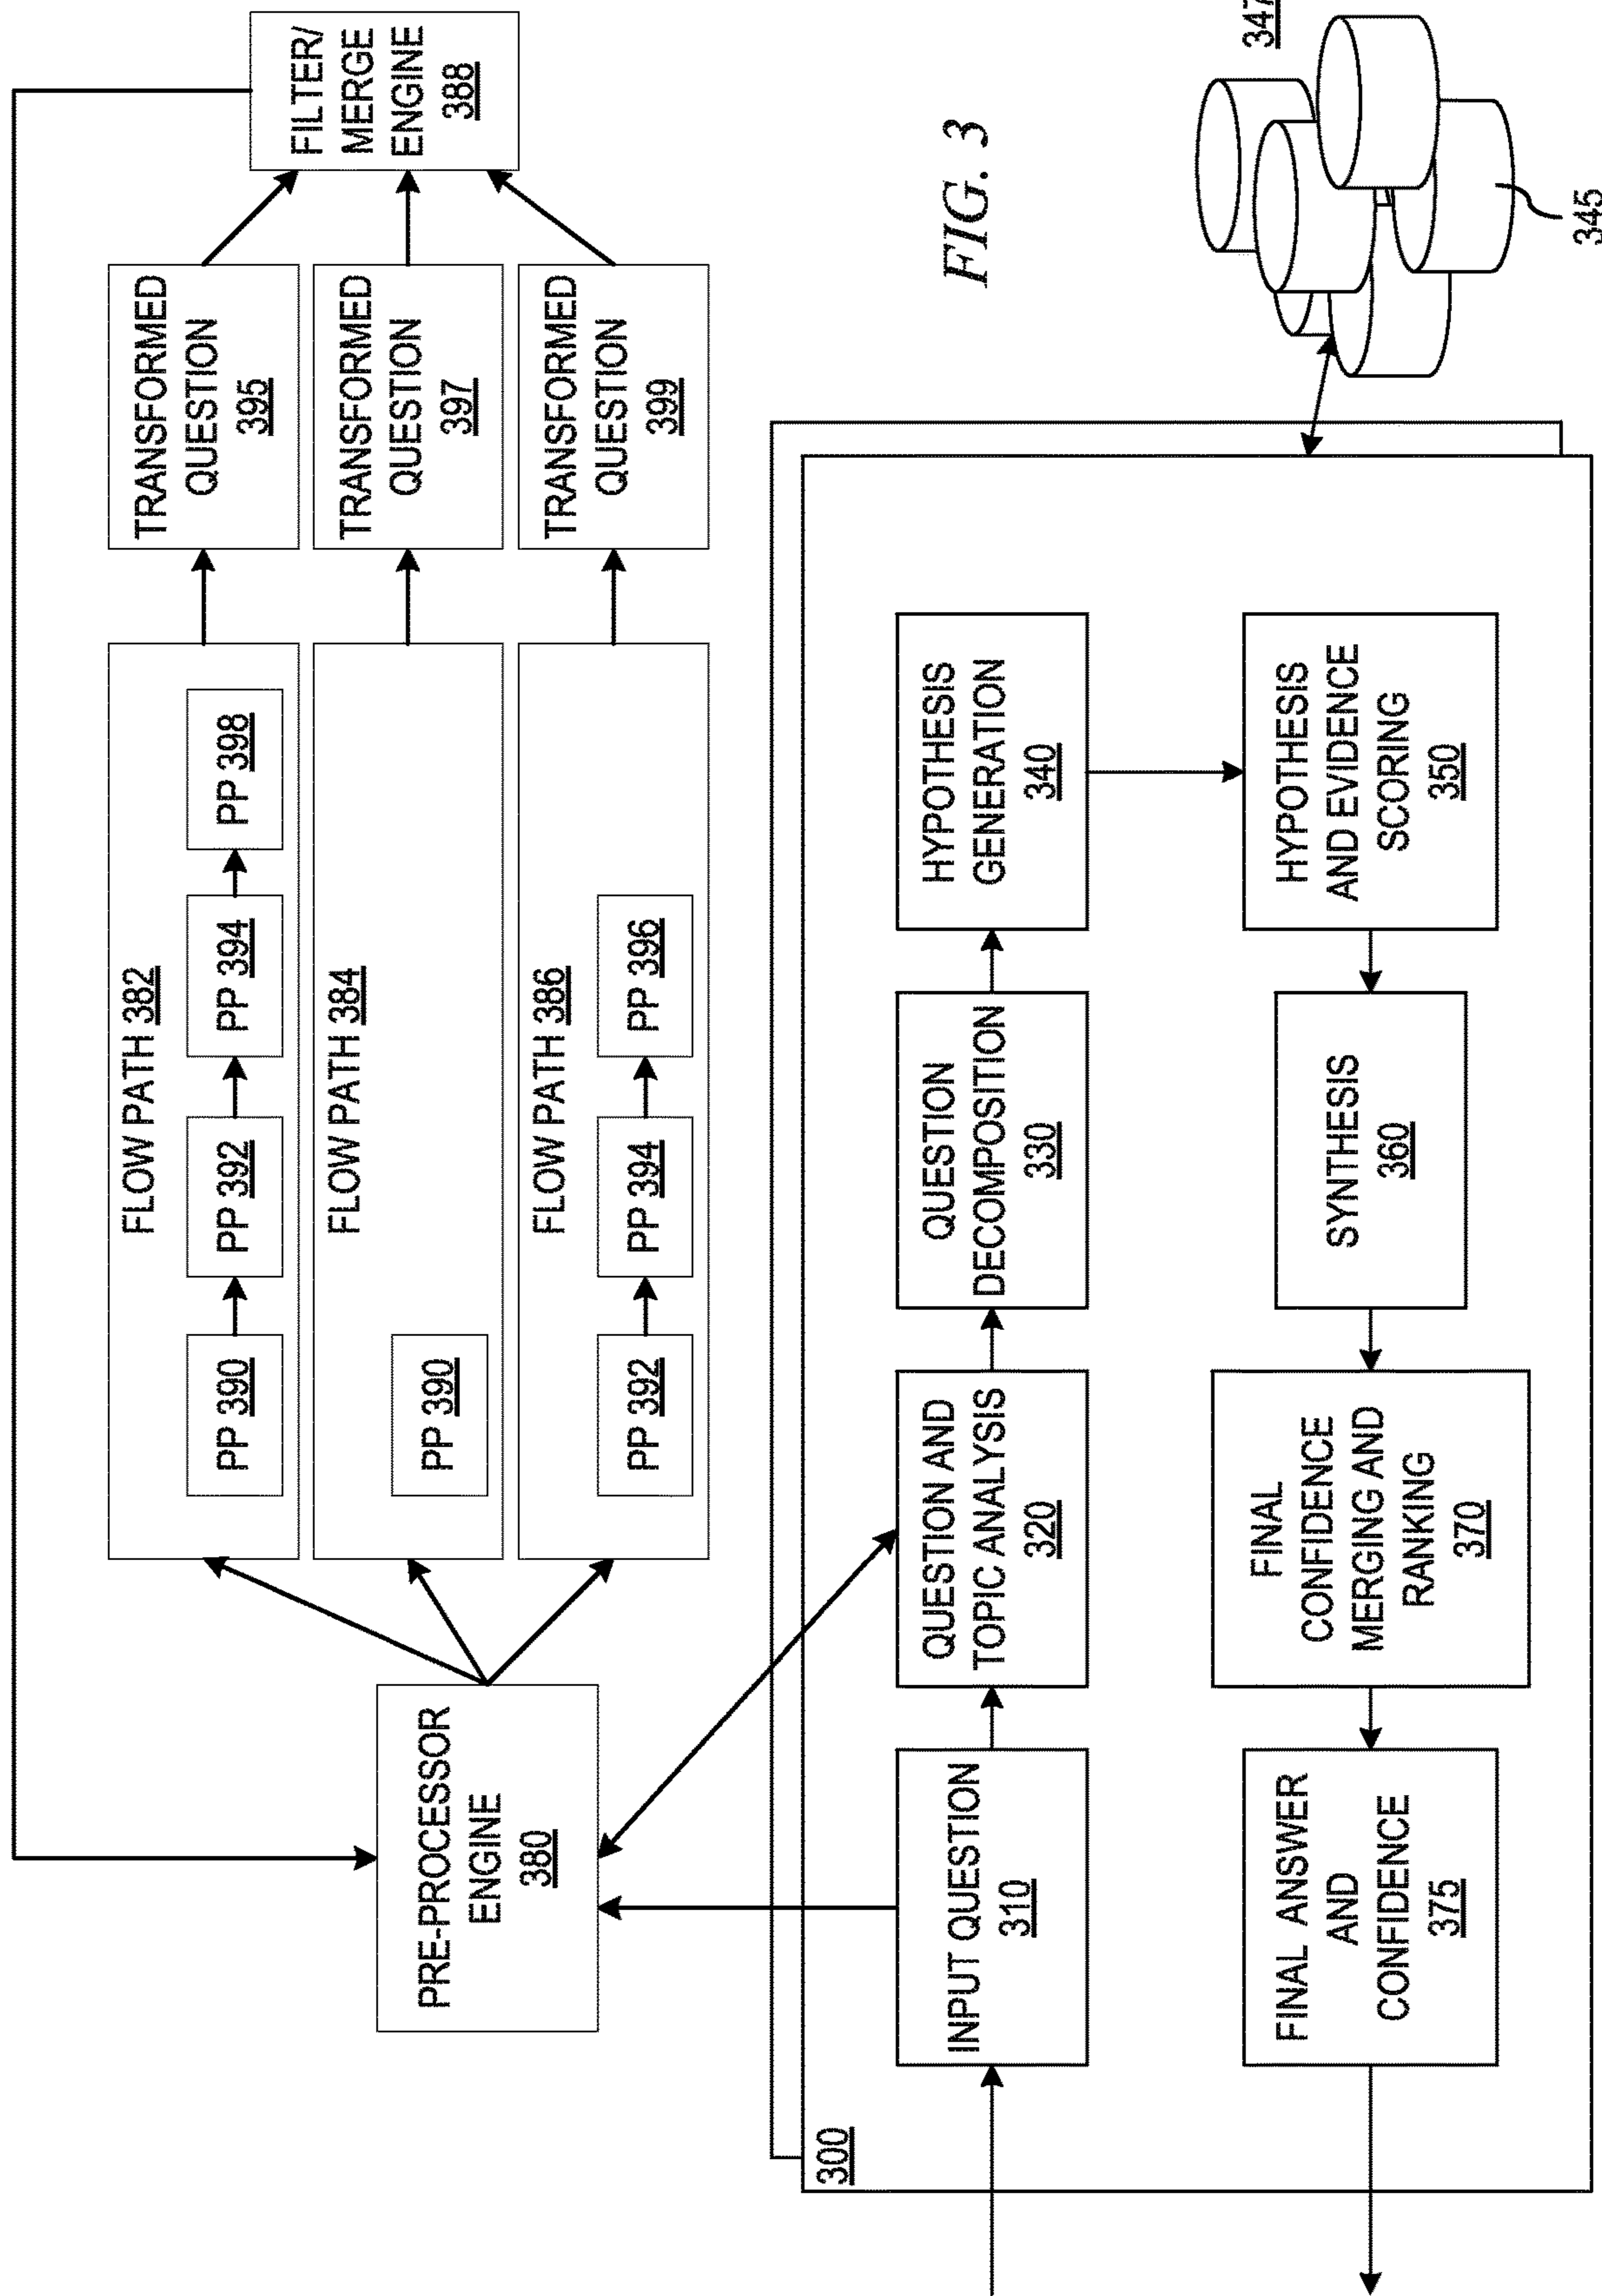 FLOW PATH 382
PP 390
PP 392
PP 394
PP 398
TRANSFORMED
QUESTION
395
FLOW PATH 384
PP 390
TRANSFORMED
QUESTION
397
FLOW PATH 386
PP 392
PP 394
PP 396
TRANSFORMED
QUESTION
399
FILTER/
MERGE
ENGINE
388
PRE-PROCESSOR
ENGINE
380
300
INPUT QUESTION
310
QUESTION AND
TOPIC ANALYSIS
320
QUESTION
DECOMPOSITION
330
HYPOTHESIS
GENERATION
340
HYPOTHESIS
AND EVIDENCE
SCORING
350
SYNTHESIS
360
FINAL
CONFIDENCE
MERGING AND
RANKING
370
FINAL ANSWER
AND
CONFIDENCE
375
FIG. 3
347
345